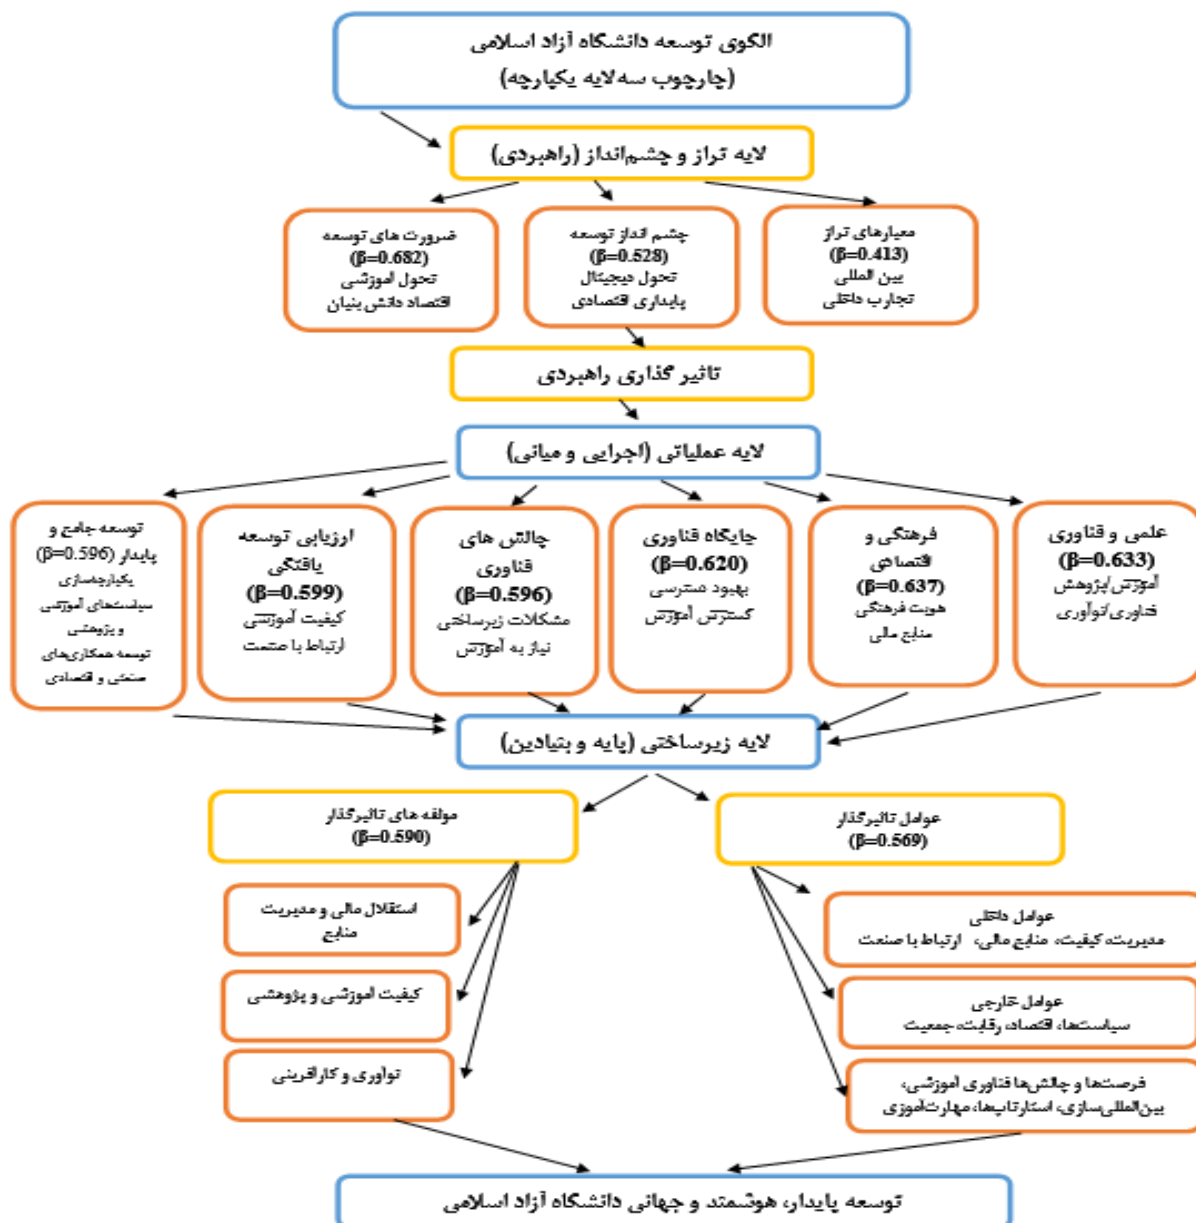 الگوی توسعه دانشگاه آزاد اسلامی
(چارچوب سه‌لایه یکپارچه)
لایه تراز و چشم‌انداز (راهبردی)
معیارهای تراز
(β=0.413)
بین المللی
تجارب داخلی
چشم انداز توسعه
(β=0.528)
تحول دیجیتال
پایداری اقتصادی
ضرورت های توسعه
(β=0.682)
تحول آموزشی
اقتصاد دانش بنیان
تاثیر گذاری راهبردی
لایه عملیاتی (اجرایی و میانی)
علمی و فناوری
(β=0.633)
آموزش/پژوهش
فناوری/نوآوری
فرهنگی و
اقتصادی
(β=0.637)
هویت فرهنگی
منابع مالی
جایگاه فناوری
(β=0.620)
بهبود دسترسی
گسترش آموزش
چالش های
فناوری
(β=0.596)
مشکلات زیرساختی
نیاز به آموزش
ارزیابی توسعه
یافتگی
(β=0.599)
کیفیت آموزشی
ارتباط با صنعت
توسعه جامع و
پایدار (β=0.596)
یکپارچه‌سازی
سیاست‌های آموزشی
و پژوهشی
توسعه همکاری‌های
صنعتی و اقتصادی
لایه زیرساختی (پایه و بنیادین)
عوامل تاثیرگذار
(β=0.569)
مولفه های تاثیرگذار
(β=0.590)
عوامل داخلی
مدیریت، کیفیت، منابع مالی، ارتباط با صنعت
عوامل خارجی
سیاست‌ها، اقتصاد، رقابت، جمعیت
فرصت‌ها و چالش‌ها فناوری آموزشی،
بین‌المللی‌سازی، استارتاپ‌ها، مهارت‌آموزی
استقلال مالی و مدیریت
منابع
کیفیت آموزشی و پژوهشی
نوآوری و کارآفرینی
توسعه پایدار، هوشمند و جهانی دانشگاه آزاد اسلامی